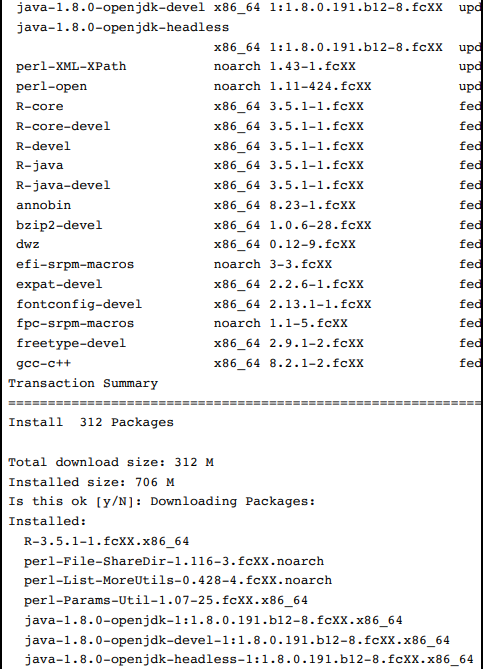 java-1.8.0-openjdk-devel x86_64 1:1.8.0.191.b12-8.fcXX upd
java-1.8.0-openjdk-headless
x86_64 1:1.8.0.191.b12-8.fcXX upd
perl-XML-XPath noarch 1.43-1.fcXX upd
perl-open noarch 1.11-424.fcXX upd
R-core x86_64 3.5.1-1.fcXX fed
R-core-devel x86_64 3.5.1-1.fcXX fed
R-devel x86_64 3.5.1-1.fcXX fed
R-java x86_64 3.5.1-1.fcXX fed
R-java-devel x86_64 3.5.1-1.fcXX fed
annobin x86_64 8.23-1.fcXX fed
bzip2-devel x86_64 1.0.6-28.fcXX fed
dwz x86_64 0.12-9.fcXX fed
efi-srpm-macros noarch 3-3.fcXX fed
expat-devel x86_64 2.2.6-1.fcXX fed
fontconfig-devel x86_64 2.13.1-1.fcXX fed
fpc-srpm-macros noarch 1.1-5.fcXX fed
freetype-devel x86_64 2.9.1-2.fcXX fed
gcc-c++ x86_64 8.2.1-2.fcXX fed
Transaction Summary
============================================================
Install 312 Packages
Total download size: 312 M
Installed size: 706 M
Is this ok [y/N]: Downloading Packages:
Installed:
R-3.5.1-1.fcXX.x86_64
perl-File-ShareDir-1.116-3.fcXX.noarch
perl-List-MoreUtils-0.428-4.fcXX.noarch
perl-Params-Util-1.07-25.fcXX.x86_64
java-1.8.0-openjdk-1:1.8.0.191.b12-8.fcXX.x86_64
java-1.8.0-openjdk-devel-1:1.8.0.191.b12-8.fcXX.x86_64
java-1.8.0-openjdk-headless-1:1.8.0.191.b12-8.fcXX.x86_64